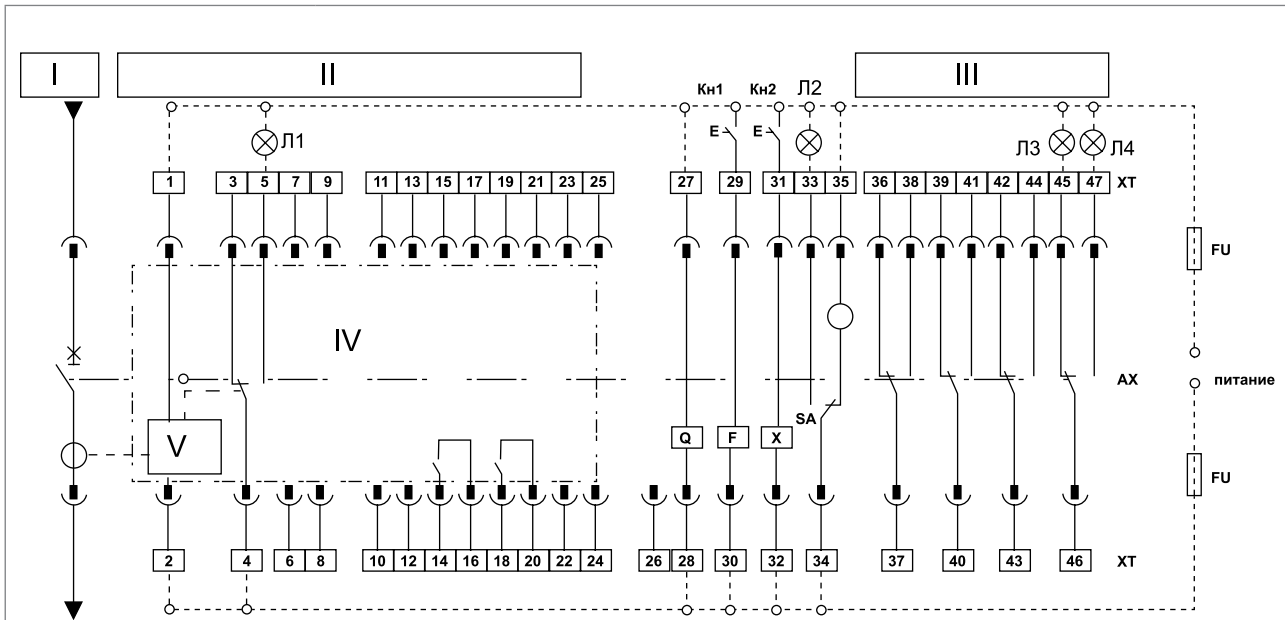 I II III
Кн1 Кн2 Л2
E E
Л1 Л3 Л4
1 3 5 7 9 11 13 15 17 19 21 23 25 27 29 31 33 35 36 38 39 41 42 44 45 47 XT
FU
IV
AX питание
SA
V Q F X
FU
2 4 6 8 10 12 14 16 18 20 22 24 26 28 30 32 34 37 40 43 46 XT